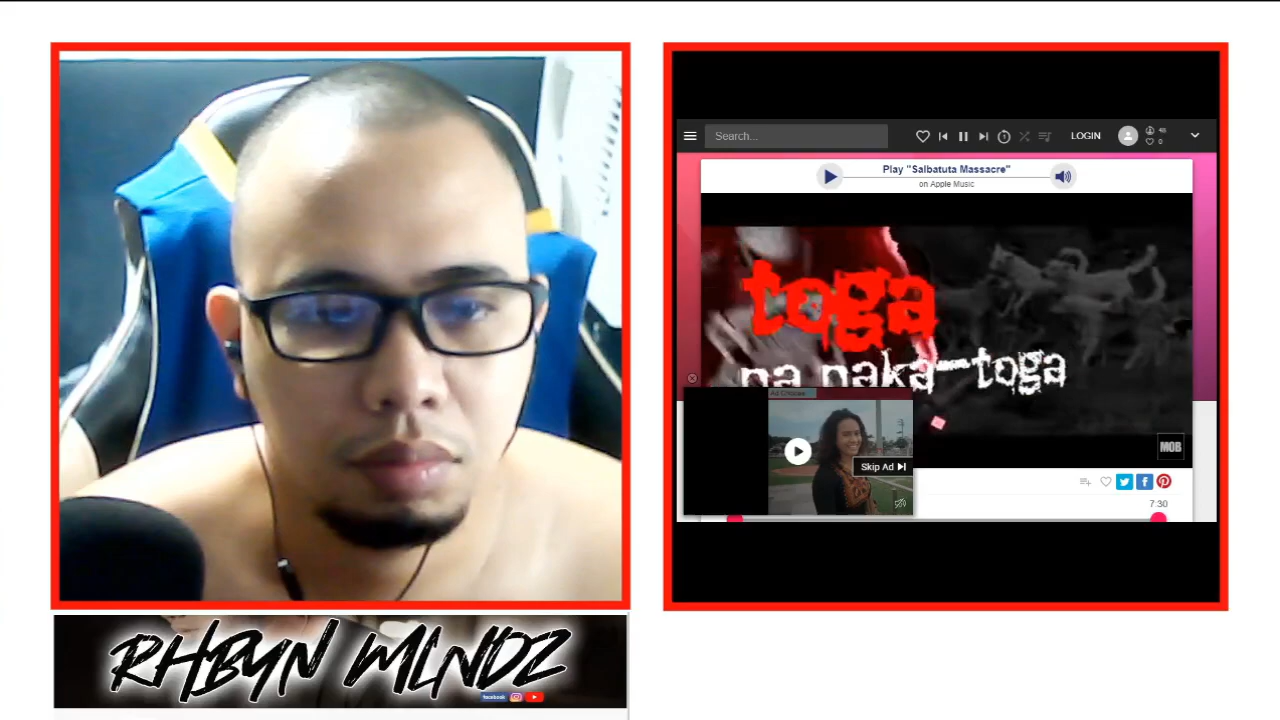 Search...
LOGIN
Play "Salbatuta Massacre"
on Apple Music
toga
na naka-toga
Skip Ad
MOB
7:30
RHBYN MLNDZ
facebook